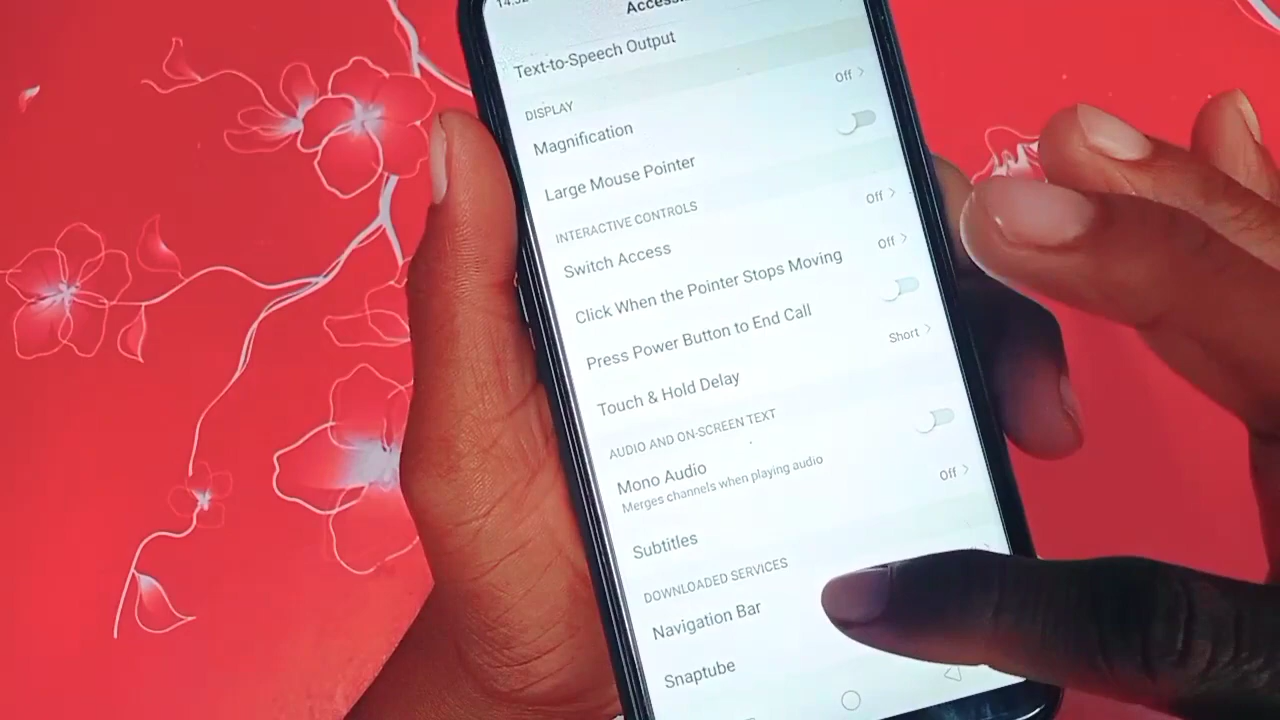 Text-to-Speech Output
DISPLAY
Magnification
Off
Large Mouse Pointer
INTERACTIVE CONTROLS
Switch Access
Off
Click When the Pointer Stops Moving
Off
Press Power Button to End Call
Touch & Hold Delay
Short
AUDIO AND ON-SCREEN TEXT
Mono Audio
Merges channels when playing audio
Subtitles
Off
DOWNLOADED SERVICES
Navigation Bar
Snaptube